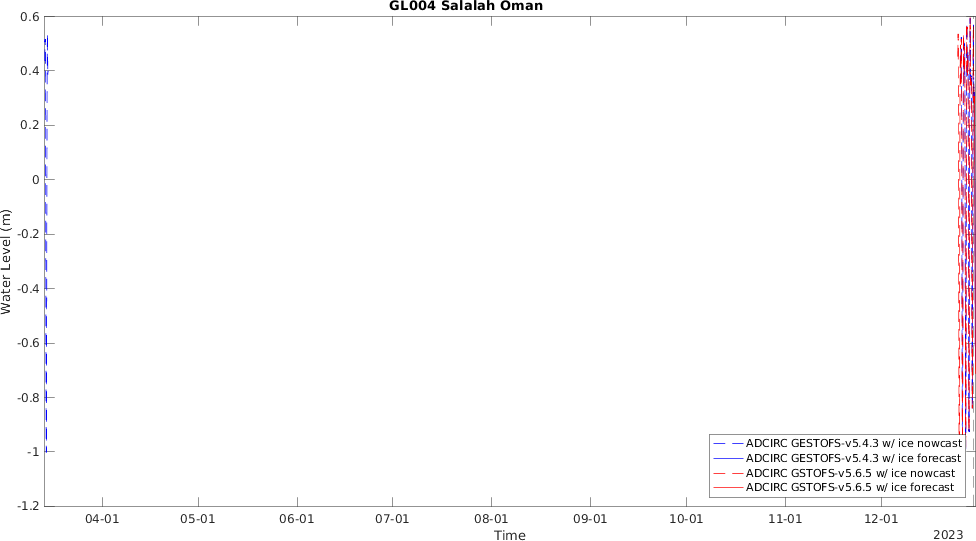 GL004 Salalah Oman
0.6
0.4
0.2
0
-0.2
-0.4
-0.6
-0.8
-1
-1.2
Water Level (m)
04-01 05-01 06-01 07-01 08-01 09-01 10-01 11-01 12-01
Time
2023
ADCIRC GESTOFS-v5.4.3 w/ ice nowcast
ADCIRC GESTOFS-v5.4.3 w/ ice forecast
ADCIRC GSTOFS-v5.6.5 w/ ice nowcast
ADCIRC GSTOFS-v5.6.5 w/ ice forecast